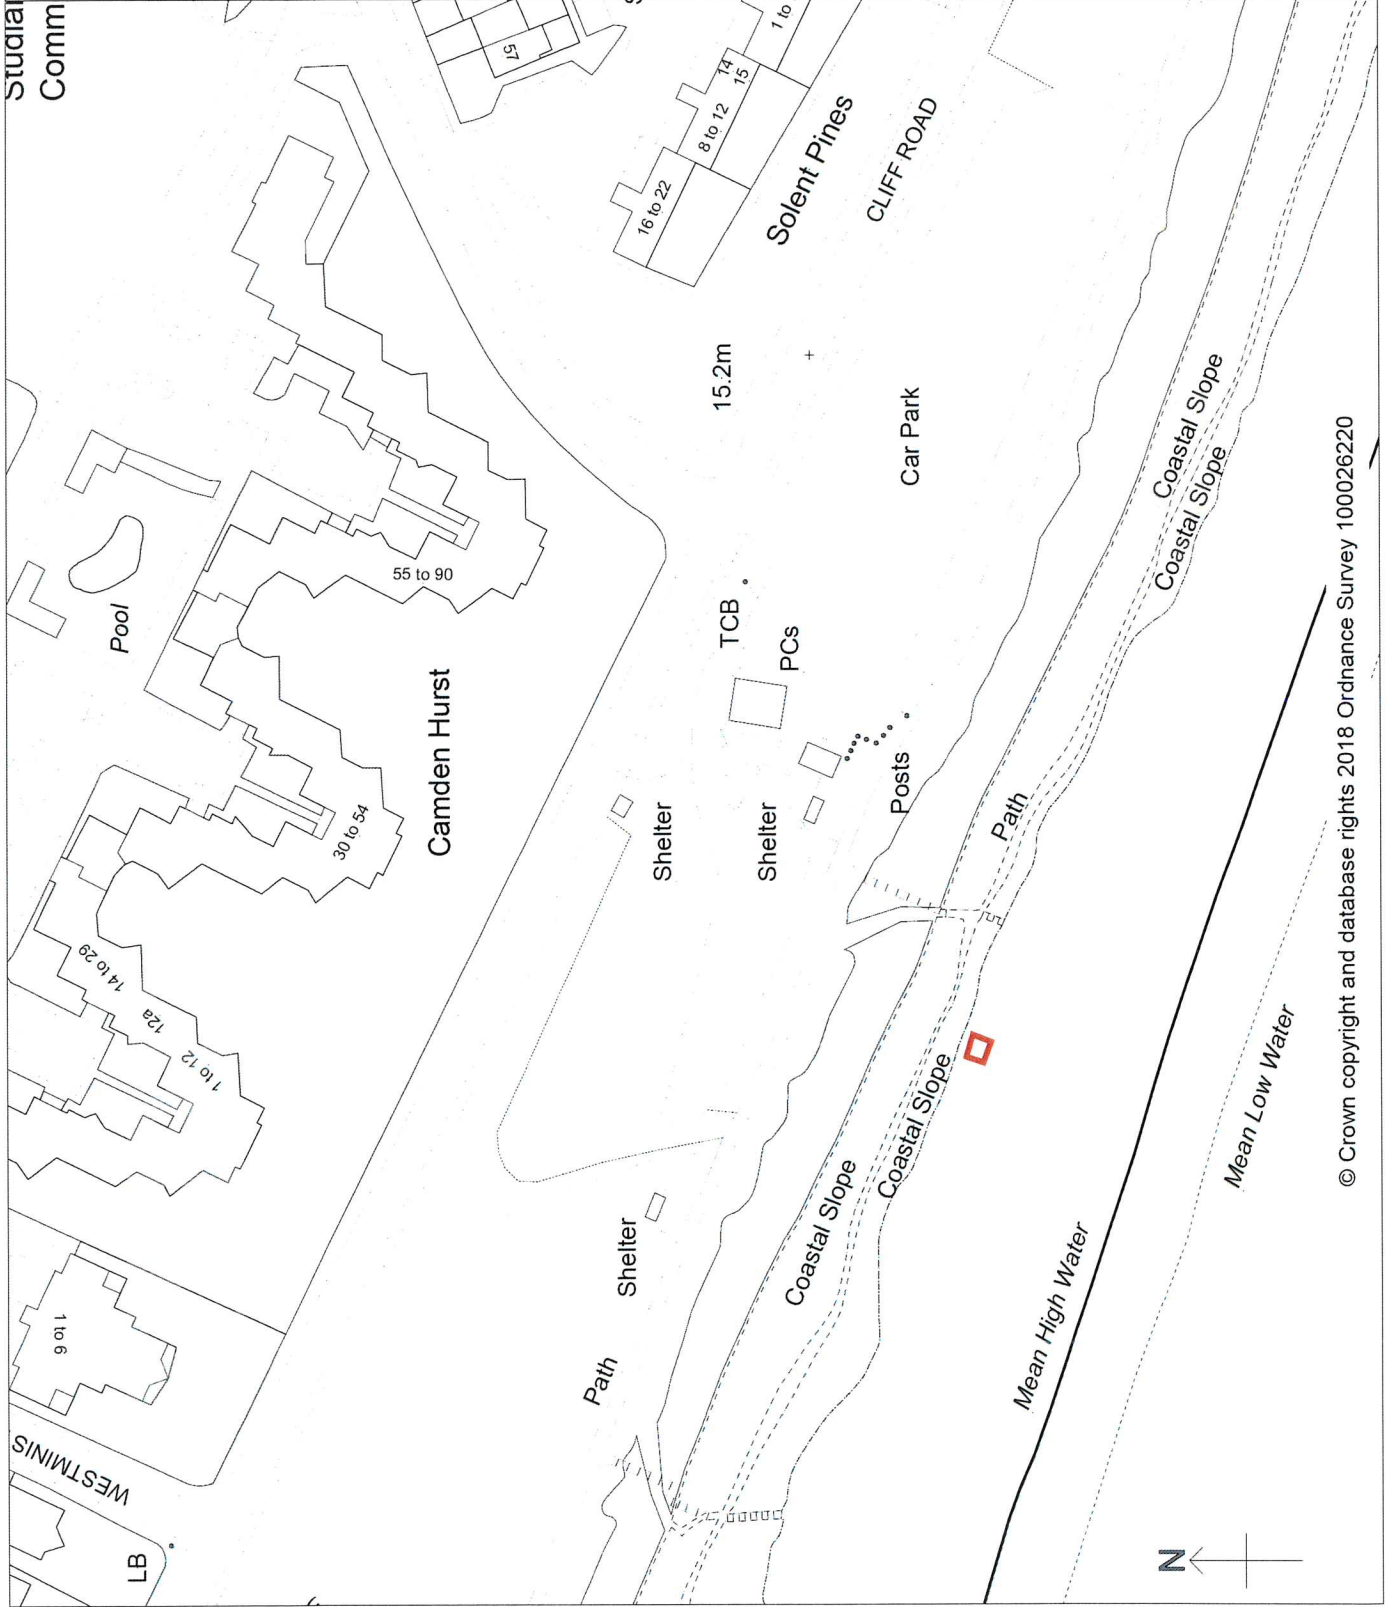 Comm
57
1 to
14
15
8 to 12
16 to 22
Solent Pines
CLIFF ROAD
15.2m
Car Park
Pool
55 to 90
Camden Hurst
30 to 54
14 to 29
12a
1 to 12
1 to 6
WESTMINIS
LB
TCB
PCs
Shelter
Shelter
Posts
Shelter
Path
Path
Coastal Slope
Coastal Slope
Coastal Slope
Coastal Slope
Mean High Water
Mean Low Water
N
© Crown copyright and database rights 2018 Ordnance Survey 100026220